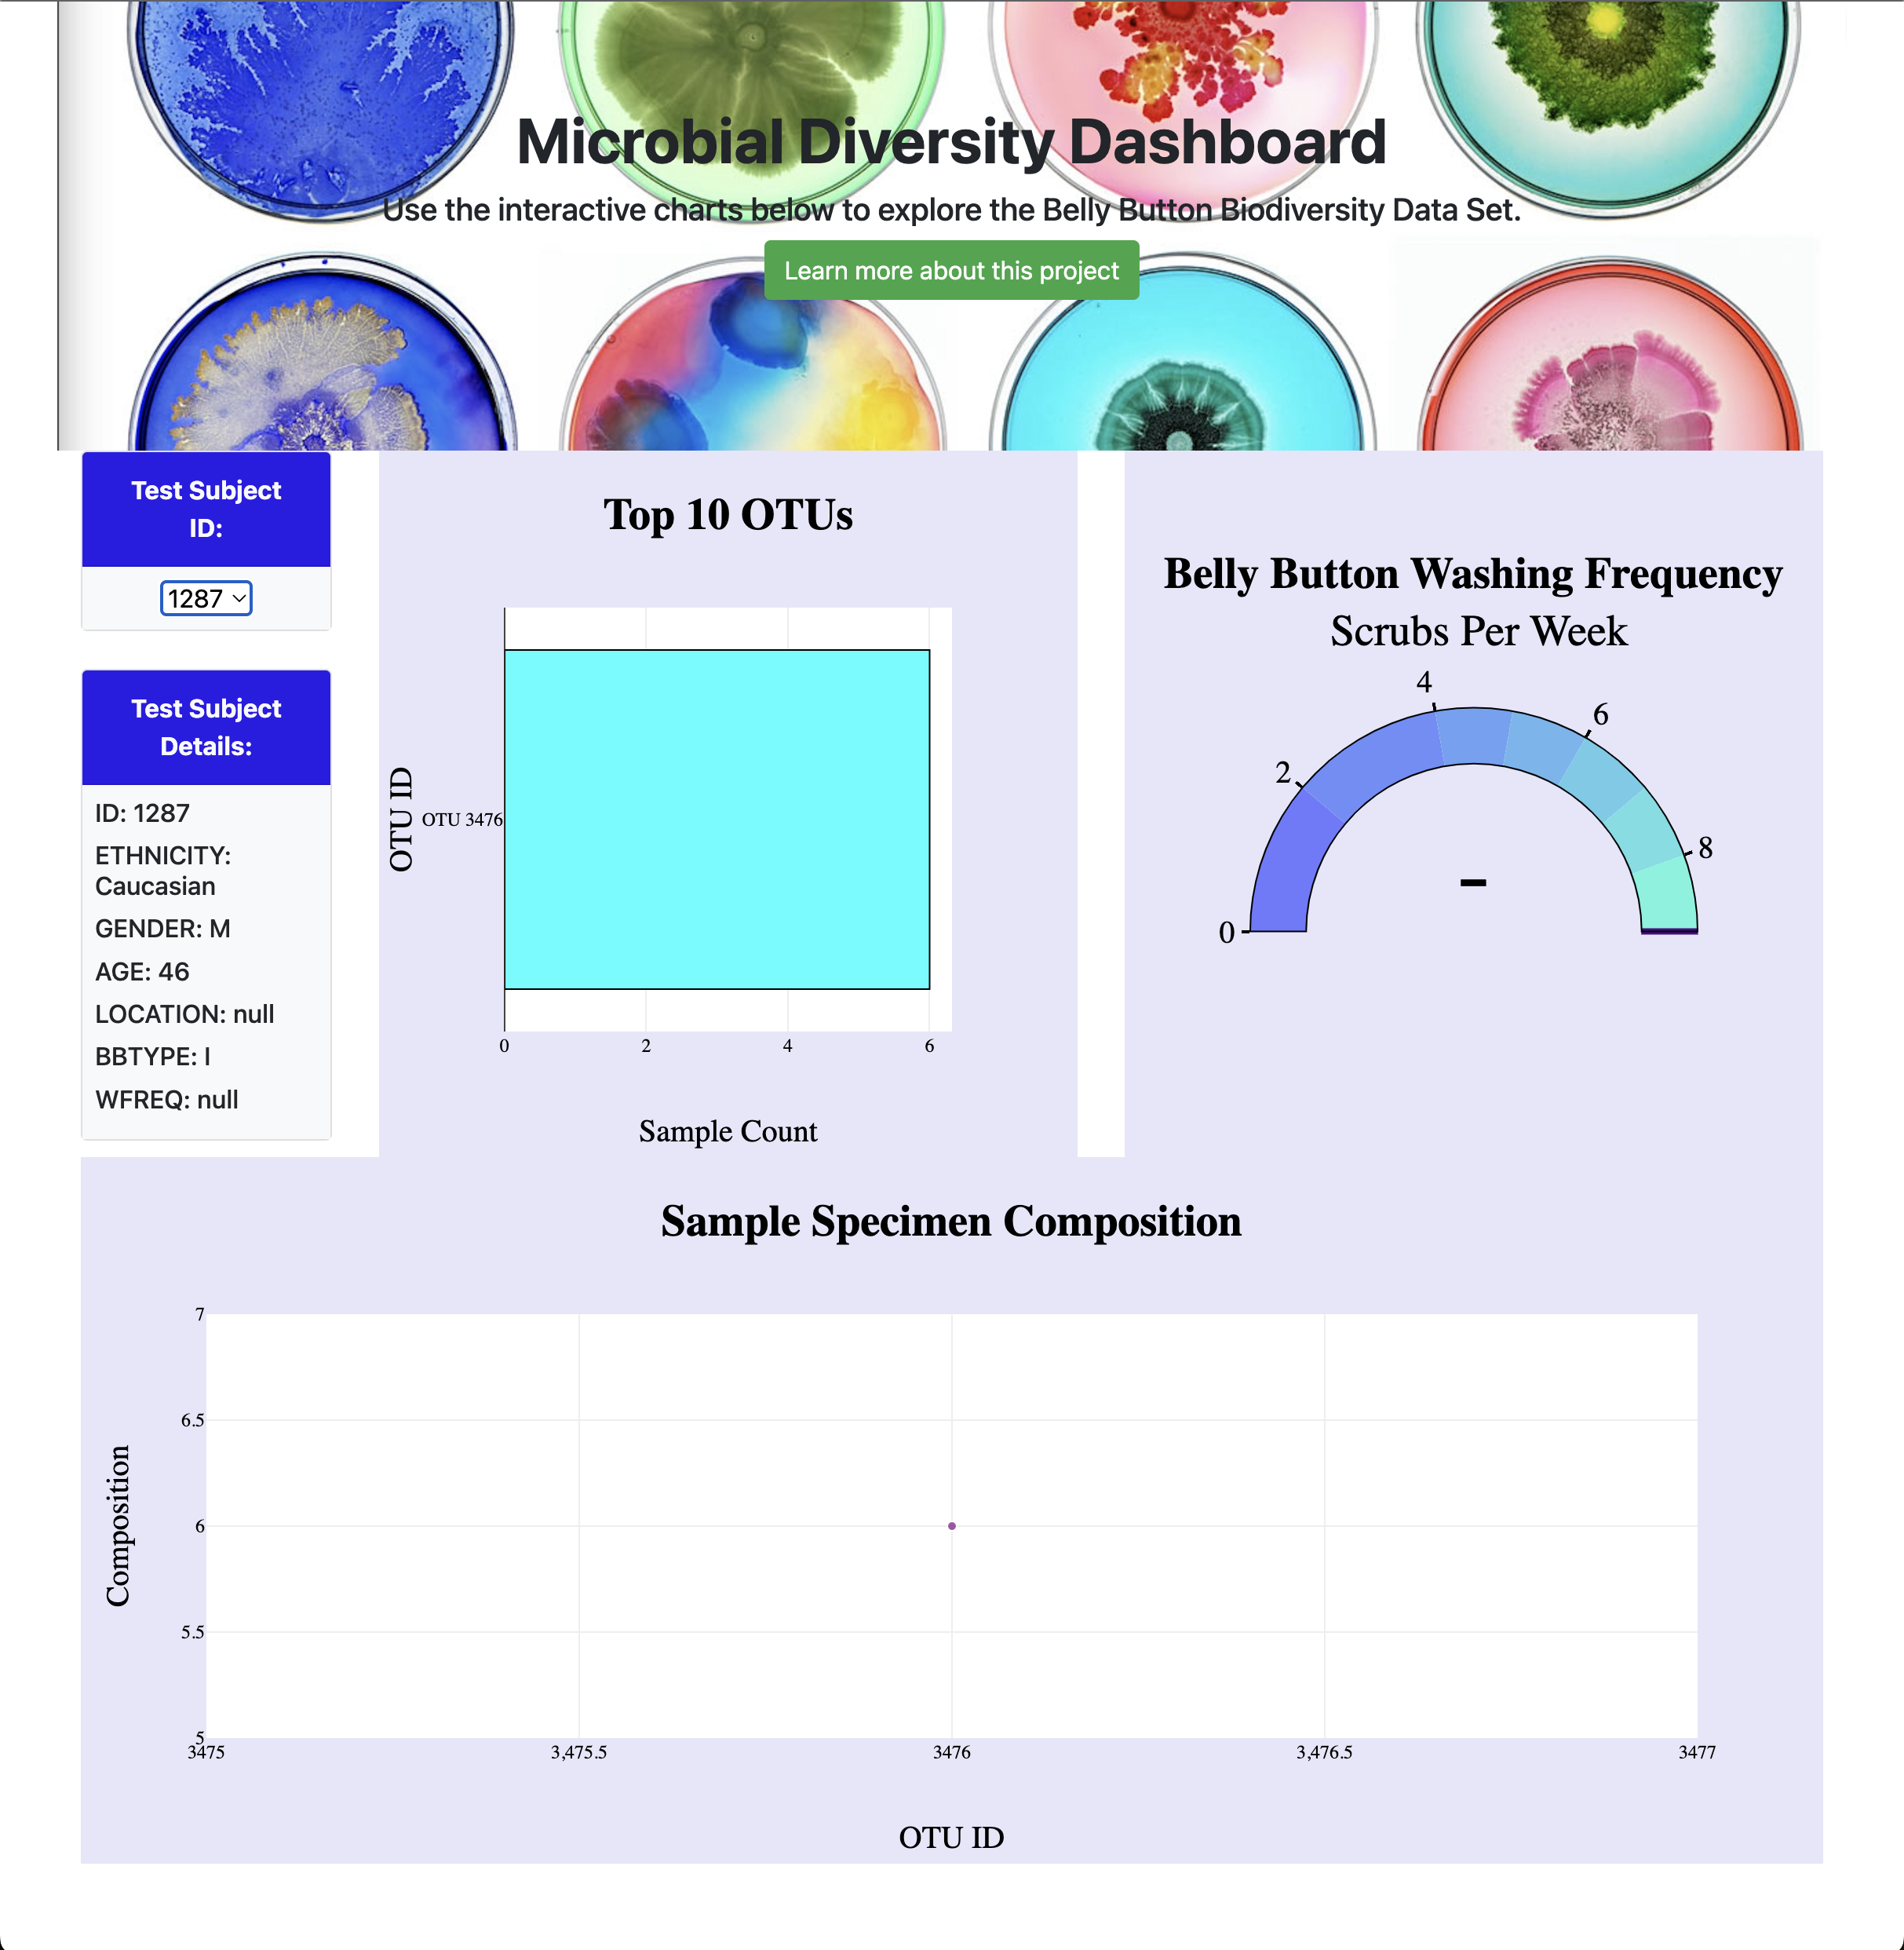 Microbial Diversity Dashboard
Use the interactive charts below to explore the Belly Button Biodiversity Data Set.
Learn more about this project
Test Subject
ID:
1287
Test Subject
Details:
ID: 1287
ETHNICITY:
Caucasian
GENDER: M
AGE: 46
LOCATION: null
BBTYPE: I
WFREQ: null
Top 10 OTUs
OTU ID
OTU 3476
0 2 4 6
Sample Count
Belly Button Washing Frequency
Scrubs Per Week
0
2
4
6
8
–
Sample Specimen Composition
Composition
7
6.5
6
5.5
5
3475 3,475.5 3476 3,476.5 3477
OTU ID